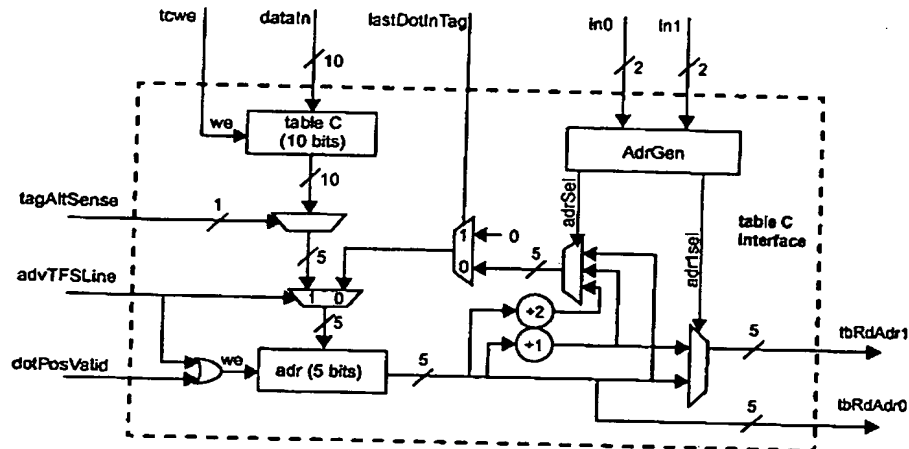 tcwe
dataIn
lastDotInTag
in0
in1
10
2
2
we
table C
(10 bits)
AdrGen
10
tagAltSense
1
adrSel
adr1sel
table C
Interface
1
0
0
5
5
advTFSLine
1 0
5
+2
+1
5
tbRdAdr1
dotPosValid
we
adr (5 bits)
5
5
tbRdAdr0